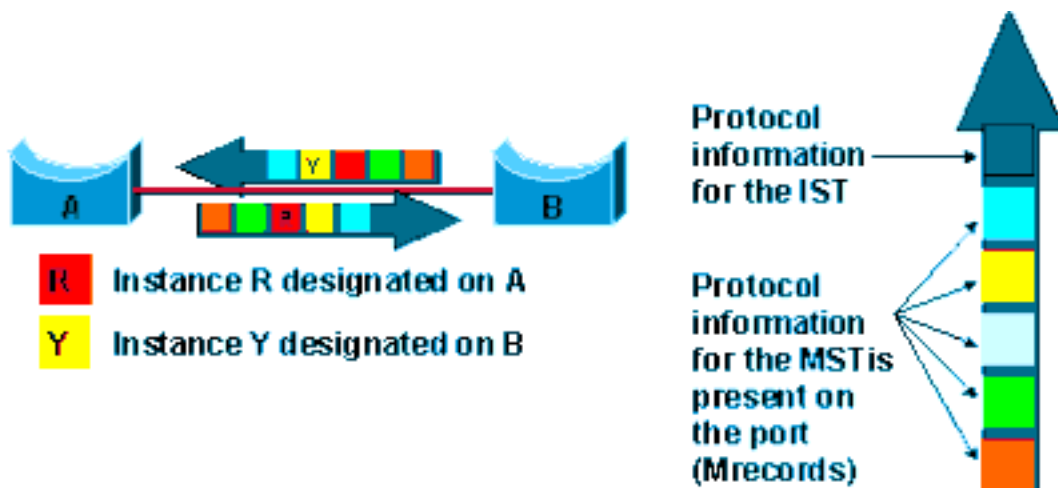 Y
A
B
R
R Instance R designated on A
Y Instance Y designated on B
Protocol
information
for the IST
Protocol
information
for the MSTis
present on
the port
(Mrecords)